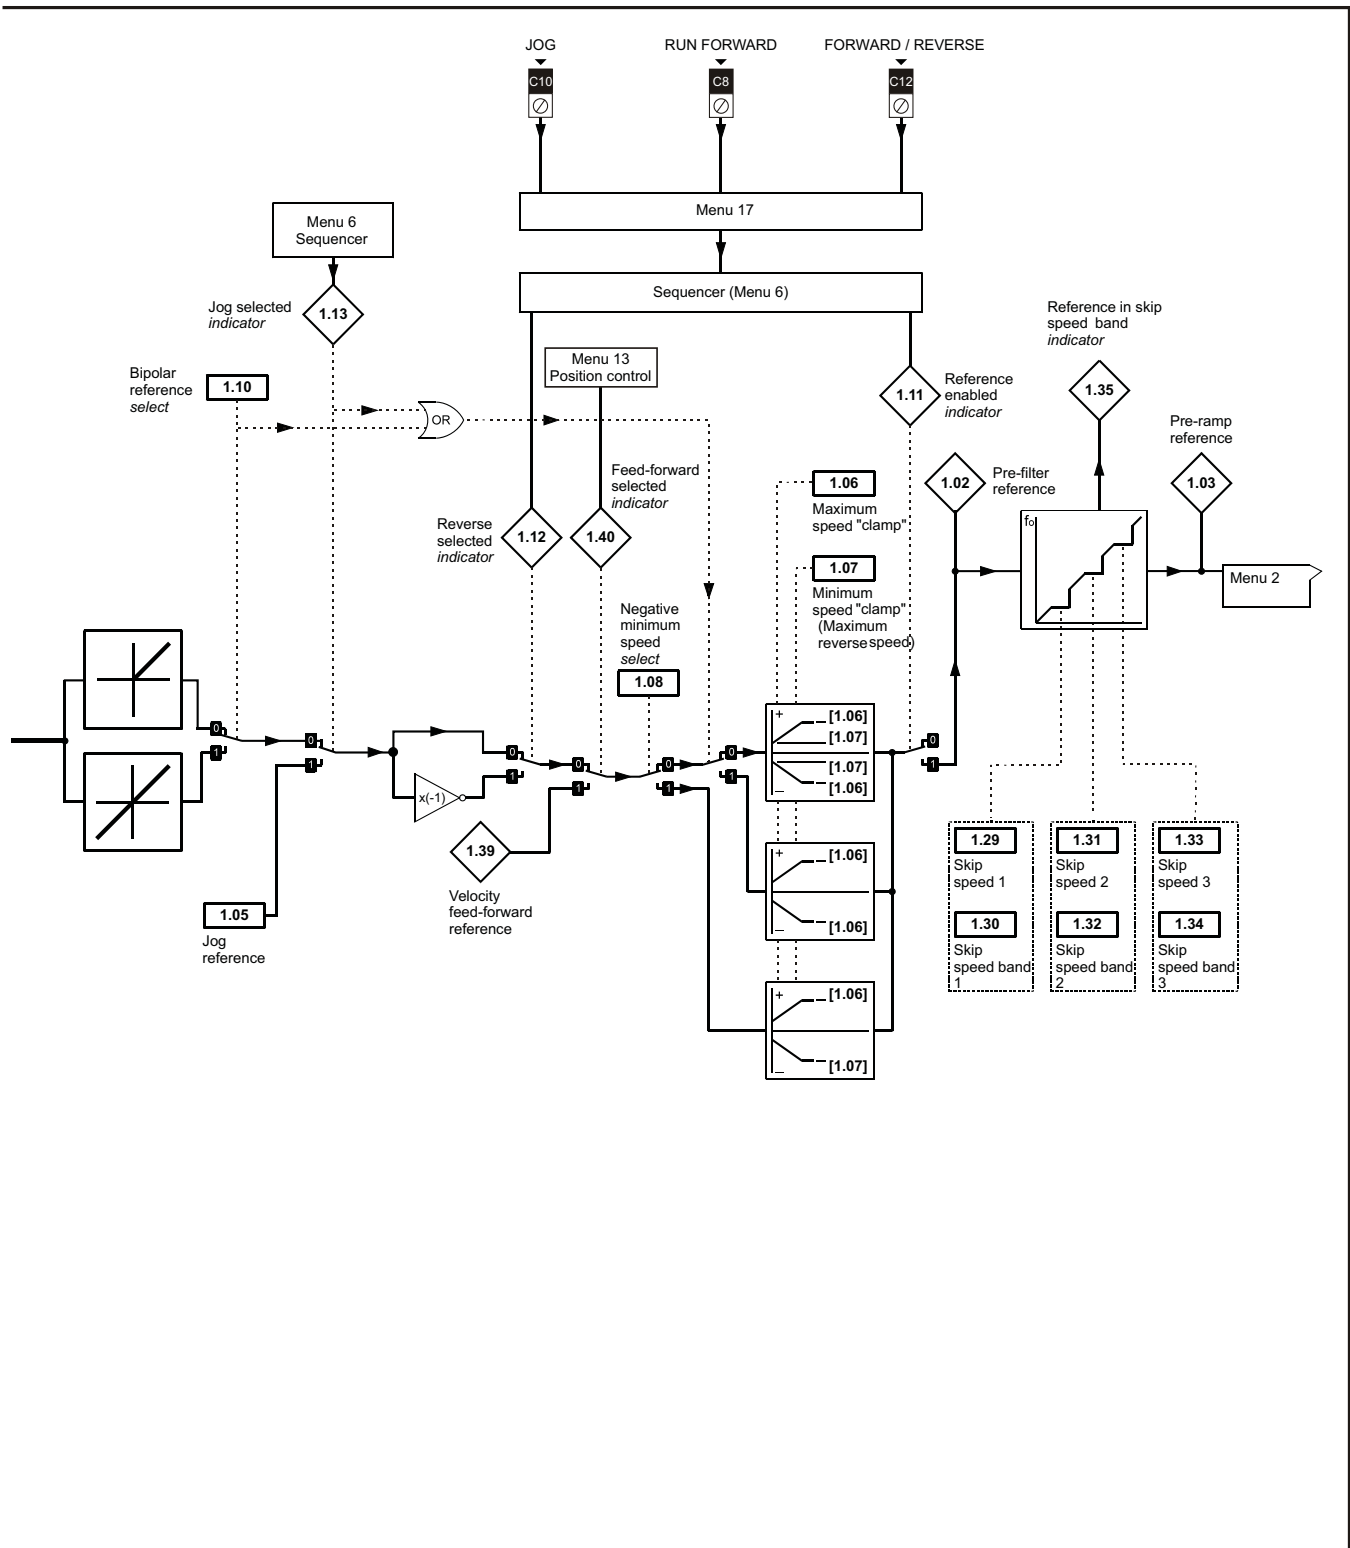 JOG
RUN FORWARD
FORWARD / REVERSE
C10
C8
C12
Menu 17
Menu 6
Sequencer
Sequencer (Menu 6)
Jog selected
indicator
1.13
Menu 13
Position control
Reference in skip
speed band
indicator
1.35
Bipolar
reference
select
1.10
OR
1.11
Reference
enabled
indicator
Pre-ramp
reference
1.03
Feed-forward
selected
indicator
1.40
1.06
Maximum
speed "clamp"
1.02
Pre-filter
reference
Reverse
selected
indicator
1.12
fo
1.07
Minimum
speed "clamp"
(Maximum
reverse speed)
Menu 2
Negative
minimum
speed
select
1.08
0
1
0
1
x(-1)
0
1
0
1
0
1
0
1
+
[1.06]
[1.07]
[1.07]
[1.06]
–
0
1
1.39
Velocity
feed-forward
reference
+
[1.06]
[1.06]
–
1.05
Jog
reference
+
[1.06]
[1.07]
–
1.29
Skip
speed 1
1.30
Skip
speed band
1
1.31
Skip
speed 2
1.32
Skip
speed band
2
1.33
Skip
speed 3
1.34
Skip
speed band
3